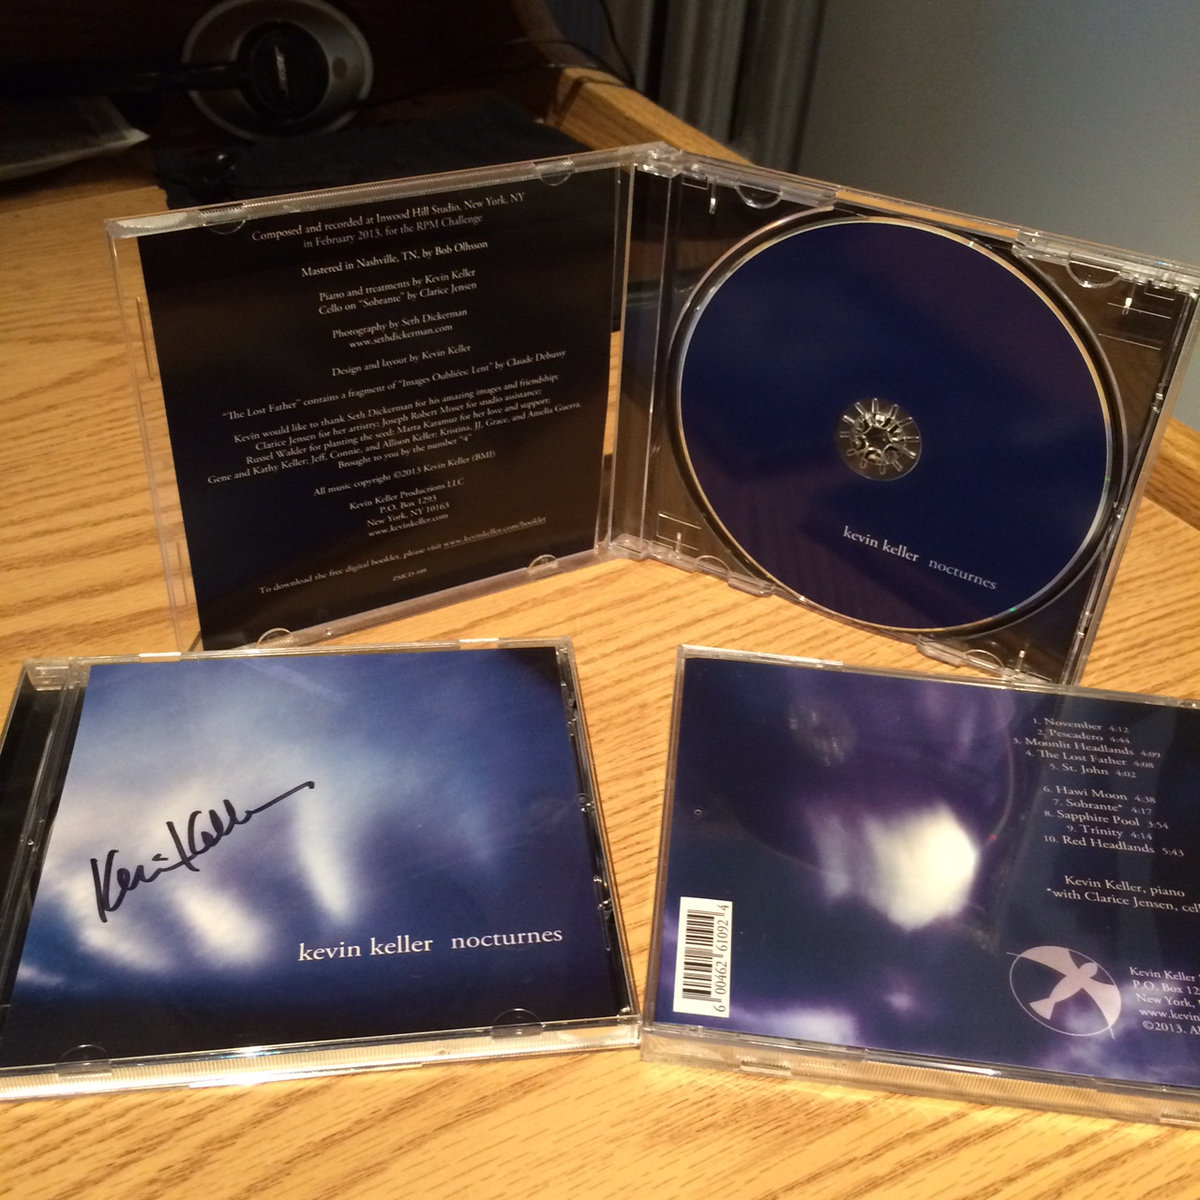 BOSE
Composed and recorded at Inwood Hill Studio, New York, NY
in February 2013, for the RPM Challenge
Mastered in Nashville, TN, by Bob Olhsson
Piano and treatments by Kevin Keller
Cello on “Sobrante” by Clarice Jensen
Photography by Seth Dickerman
www.sethdickerman.com
Design and layout by Kevin Keller
“The Lost Father” contains a fragment of “Images Oubliées: Lent” by Claude Debussy
Kevin would like to thank Seth Dickerman for his amazing images and friendship;
Clarice Jensen for her artistry; Joseph Robert Moser for studio assistance;
Russel Walder for planting the seed; Marta Karamuz for her love and support;
Gene and Kathy Keller; Jeff, Connie, and Allison Keller; Kristina, JJ, Grace, and Amelia Guerra.
Brought to you by the number “4”
All music copyright ©2013 Kevin Keller (BMI)
Kevin Keller Productions LLC
P.O. Box 1293
New York, NY 10163
www.kevinkeller.com
To download the free digital booklet, please visit www.kevinkeller.com/booklet
kevin keller nocturnes
Kevin Keller
kevin keller nocturnes
1. November 4:12
2. Pescadero 4:44
3. Moonlit Headlands 4:09
4. The Lost Father 4:08
5. St. John 4:02
6. Hawi Moon 4:38
7. Sobrante* 4:17
8. Sapphire Pool 3:54
9. Trinity 4:14
10. Red Headlands 5:43
Kevin Keller, piano
*with Clarice Jensen, cell
6 00462 61092 4
Kevin Keller
P.O. Box 12
New York,
www.kevin
©2013.